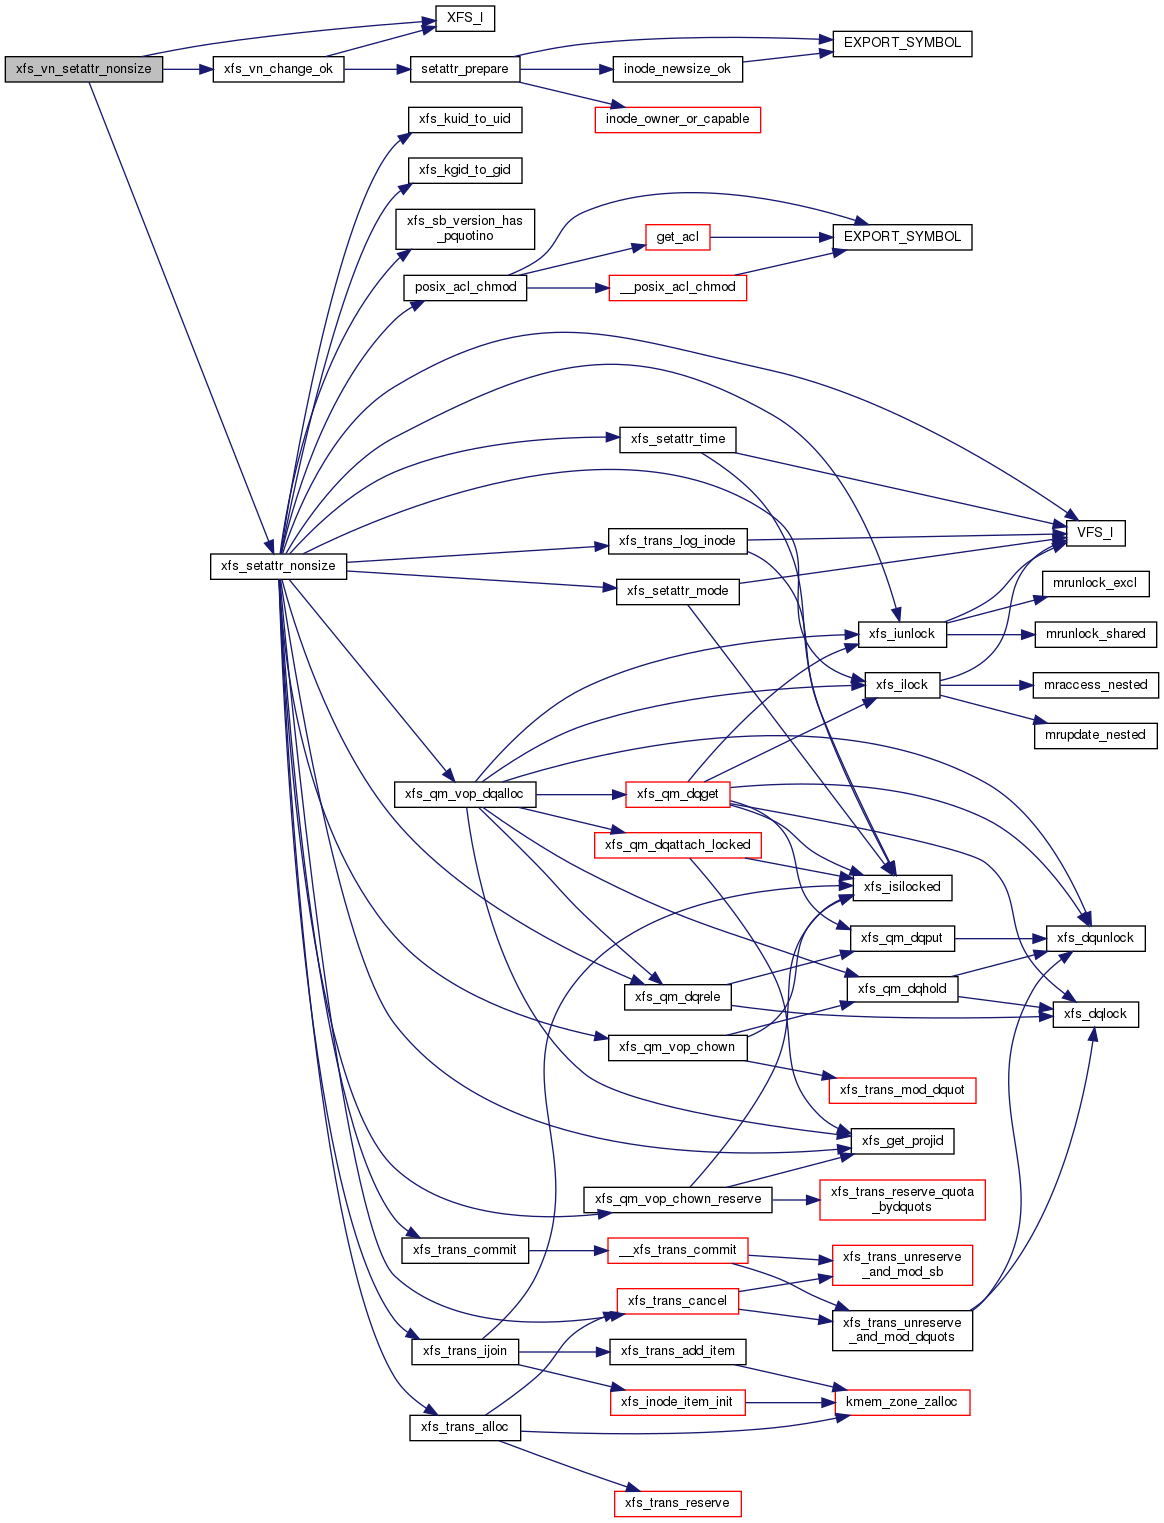 XFS_I
EXPORT_SYMBOL
xfs_vn_setattr_nonsize
xfs_vn_change_ok
setattr_prepare
inode_newsize_ok
xfs_kuid_to_uid
inode_owner_or_capable
xfs_kgid_to_gid
xfs_sb_version_has
_pquotino
get_acl
EXPORT_SYMBOL
posix_acl_chmod
__posix_acl_chmod
xfs_setattr_time
VFS_I
xfs_trans_log_inode
xfs_setattr_nonsize
mrunlock_excl
xfs_setattr_mode
xfs_iunlock
mrunlock_shared
xfs_ilock
mraccess_nested
mrupdate_nested
xfs_qm_vop_dqalloc
xfs_qm_dqget
xfs_qm_dqattach_locked
xfs_isilocked
xfs_qm_dqput
xfs_dqunlock
xfs_qm_dqrele
xfs_qm_dqhold
xfs_dqlock
xfs_qm_vop_chown
xfs_trans_mod_dquot
xfs_get_projid
xfs_qm_vop_chown_reserve
xfs_trans_reserve_quota
_bydquots
xfs_trans_commit
__xfs_trans_commit
xfs_trans_unreserve
_and_mod_sb
xfs_trans_cancel
xfs_trans_unreserve
_and_mod_dquots
xfs_trans_ijoin
xfs_trans_add_item
xfs_inode_item_init
kmem_zone_zalloc
xfs_trans_alloc
xfs_trans_reserve